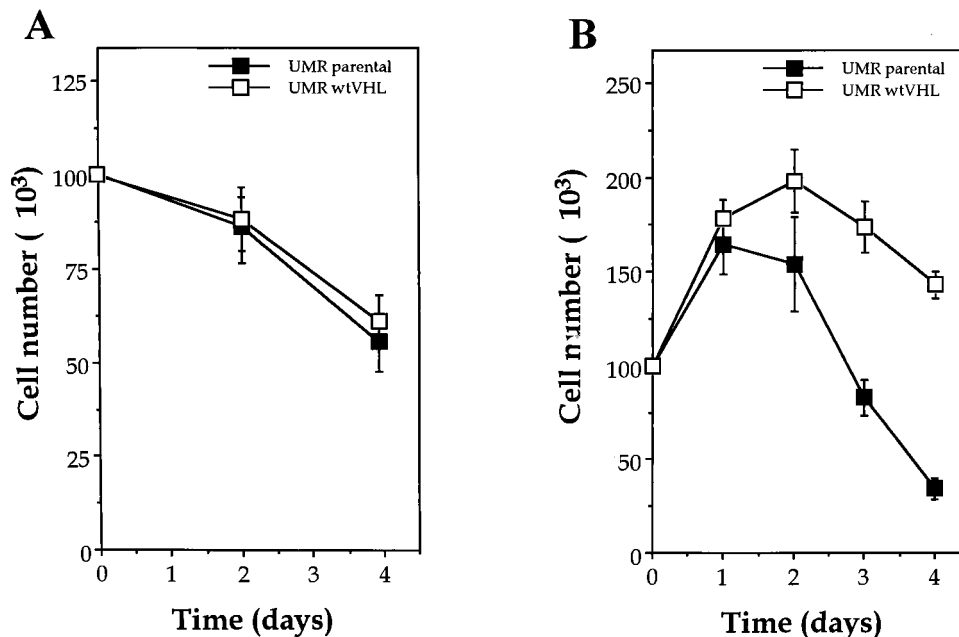 A
UMR parental
UMR wtVHL
125
100
75
50
25
0
0 1 2 3 4
Cell number ( 10³)
Time (days)
B
UMR parental
UMR wtVHL
250
200
150
100
50
0
0 1 2 3 4
Cell number ( 10³)
Time (days)